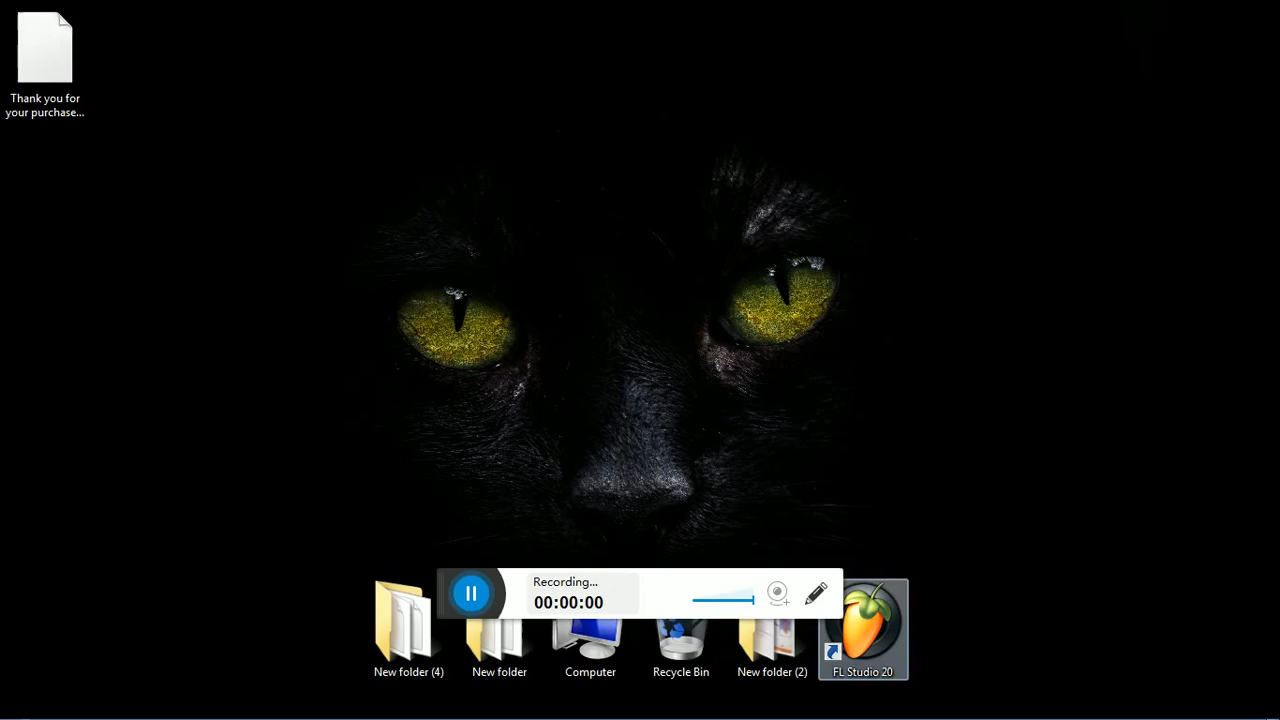 Thank you for
your purchase...
Recording...
00:00:00
New folder (4)
New folder
Computer
Recycle Bin
New folder (2)
FL Studio 20